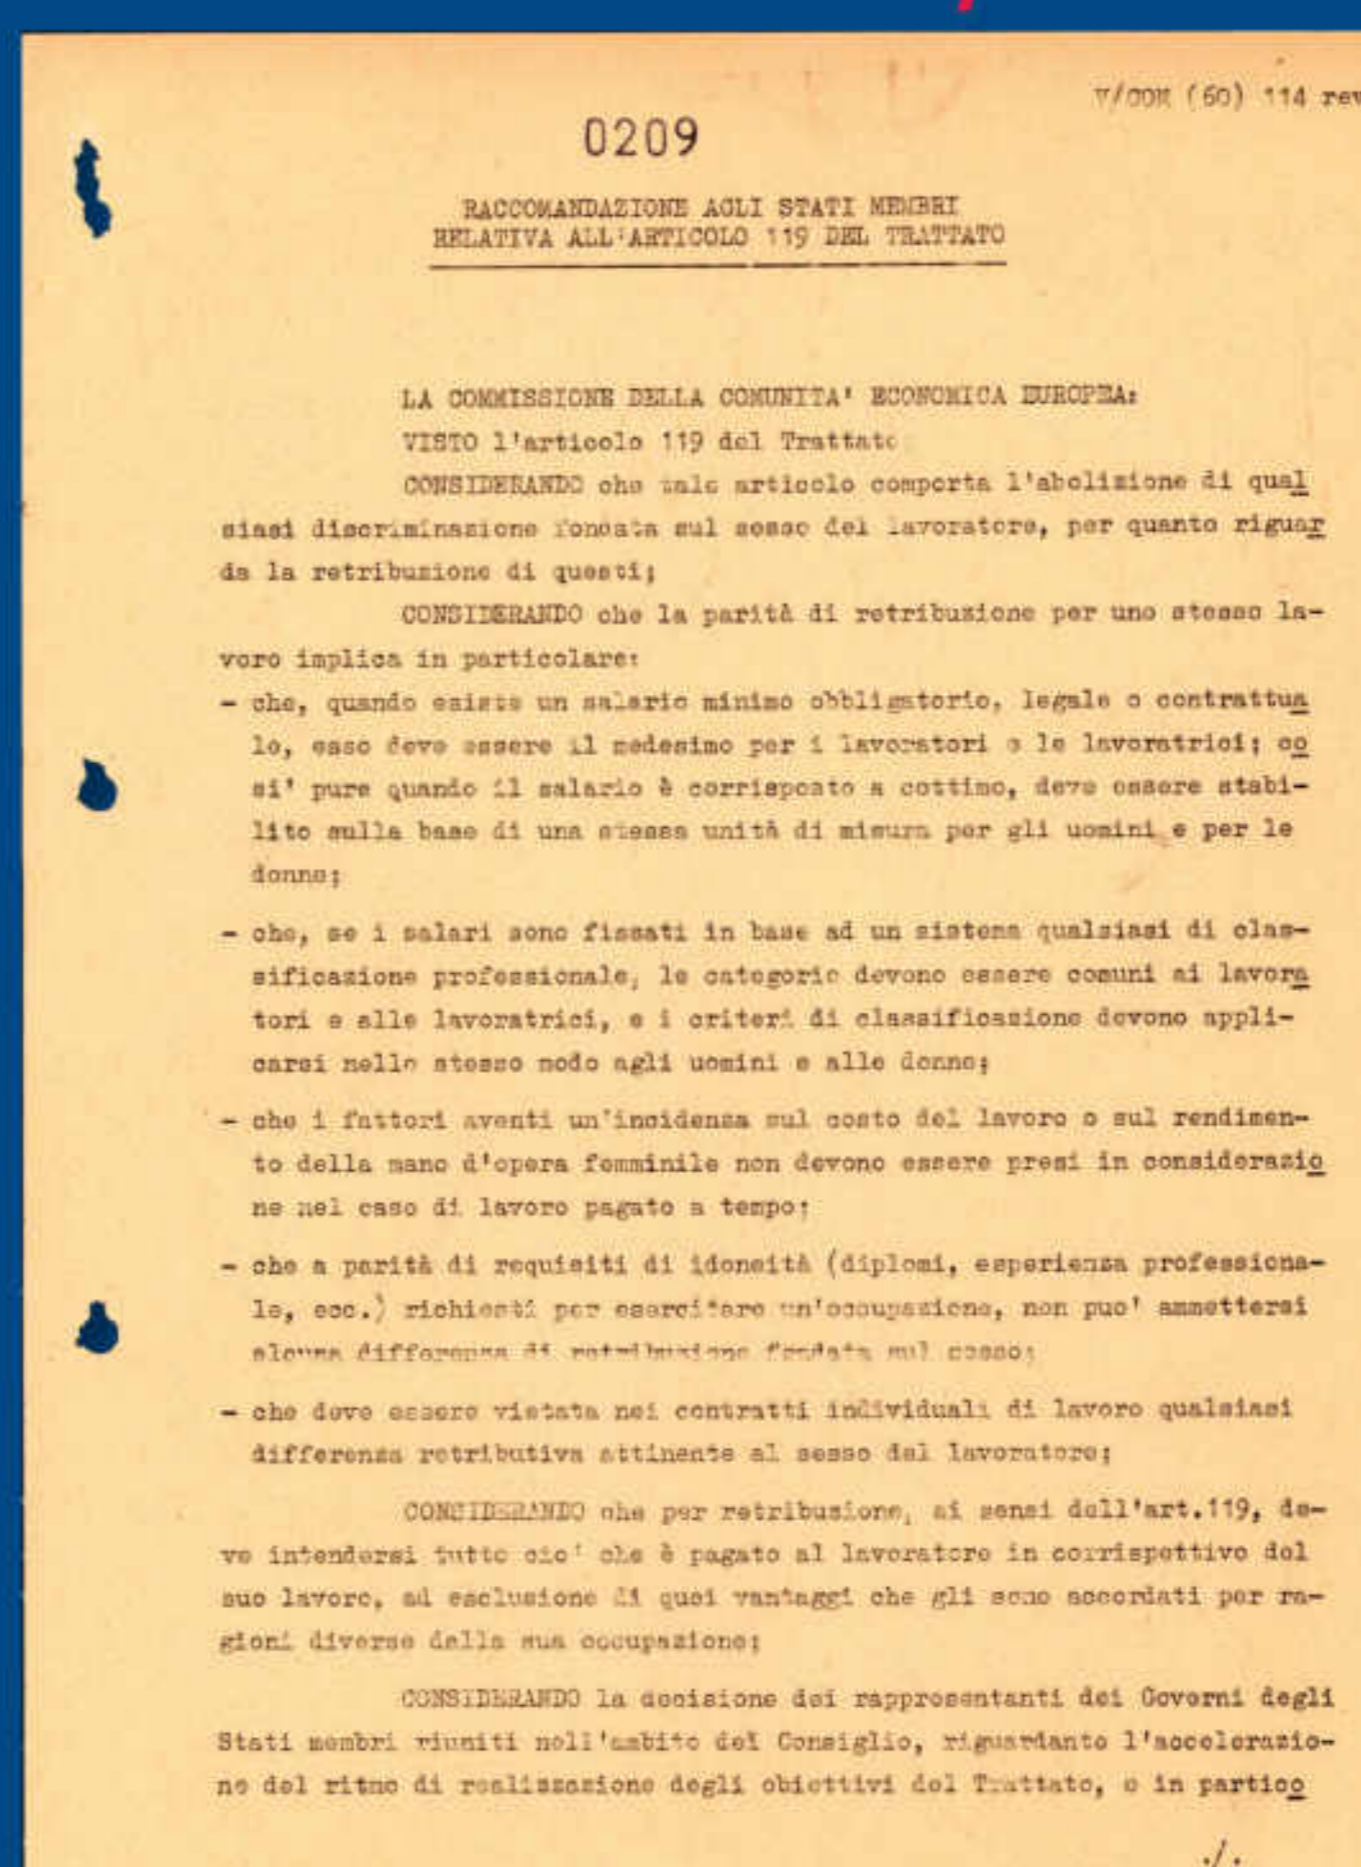 V/COM (60) 114 rev
0209
RACCOMANDAZIONE AGLI STATI MEMBRI
RELATIVA ALL'ARTICOLO 119 DEL TRATTATO
LA COMMISSIONE DELLA COMUNITA' ECONOMICA EUROPEA:
VISTO l'articolo 119 del Trattato
CONSIDERANDO che tale articolo comporta l'abolizione di qual
siasi discriminazione fondata sul sesso del lavoratore, per quanto riguar
da la retribuzione di questi;
CONSIDERANDO che la parità di retribuzione per uno stesso la-
voro implica in particolare:
- che, quando esiste un salario minimo obbligatorio, legale o contrattua
le, esso deve essere il medesimo per i lavoratori e le lavoratrici; co
si' pure quando il salario è corrisposto a cottimo, deve essere stabi-
lito sulla base di una stessa unità di misura per gli uomini e per le
donne;
- che, se i salari sono fissati in base ad un sistema qualsiasi di clas-
sificazione professionale, le categorie devono essere comuni ai lavora
tori e alle lavoratrici, e i criteri di classificazione devono appli-
carsi nello stesso modo agli uomini e alle donne;
- che i fattori aventi un'incidenza sul costo del lavoro o sul rendimen-
to della mano d'opera femminile non devono essere presi in considerazio
ne nel caso di lavoro pagato a tempo;
- che a parità di requisiti di idoneità (diplomi, esperienza professiona-
le, ecc.) richiesti per esercitare un'occupazione, non puo' ammettersi
alcuna differenza di retribuzione fondata sul sesso;
- che deve essere vietata nei contratti individuali di lavoro qualsiasi
differenza retributiva attinente al sesso del lavoratore;
CONSIDERANDO che per retribuzione, ai sensi dell'art.119, de-
ve intendersi tutto cio' che è pagato al lavoratore in corrispettivo del
suo lavoro, ad esclusione di quei vantaggi che gli sono accordati per ra-
gioni diverse dalla sua occupazione;
CONSIDERANDO la decisione dei rappresentanti dei Governi degli
Stati membri riuniti nell'ambito del Consiglio, riguardante l'accelerazio-
ne del ritmo di realizzazione degli obiettivi del Trattato, e in partico
./.